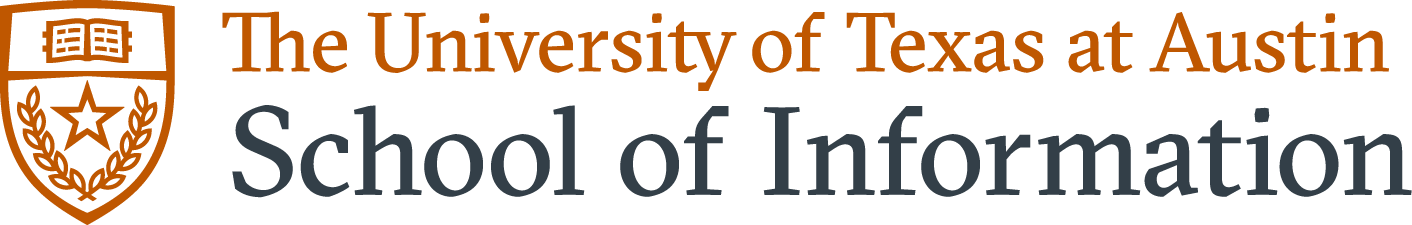 The University of Texas at Austin
School of Information